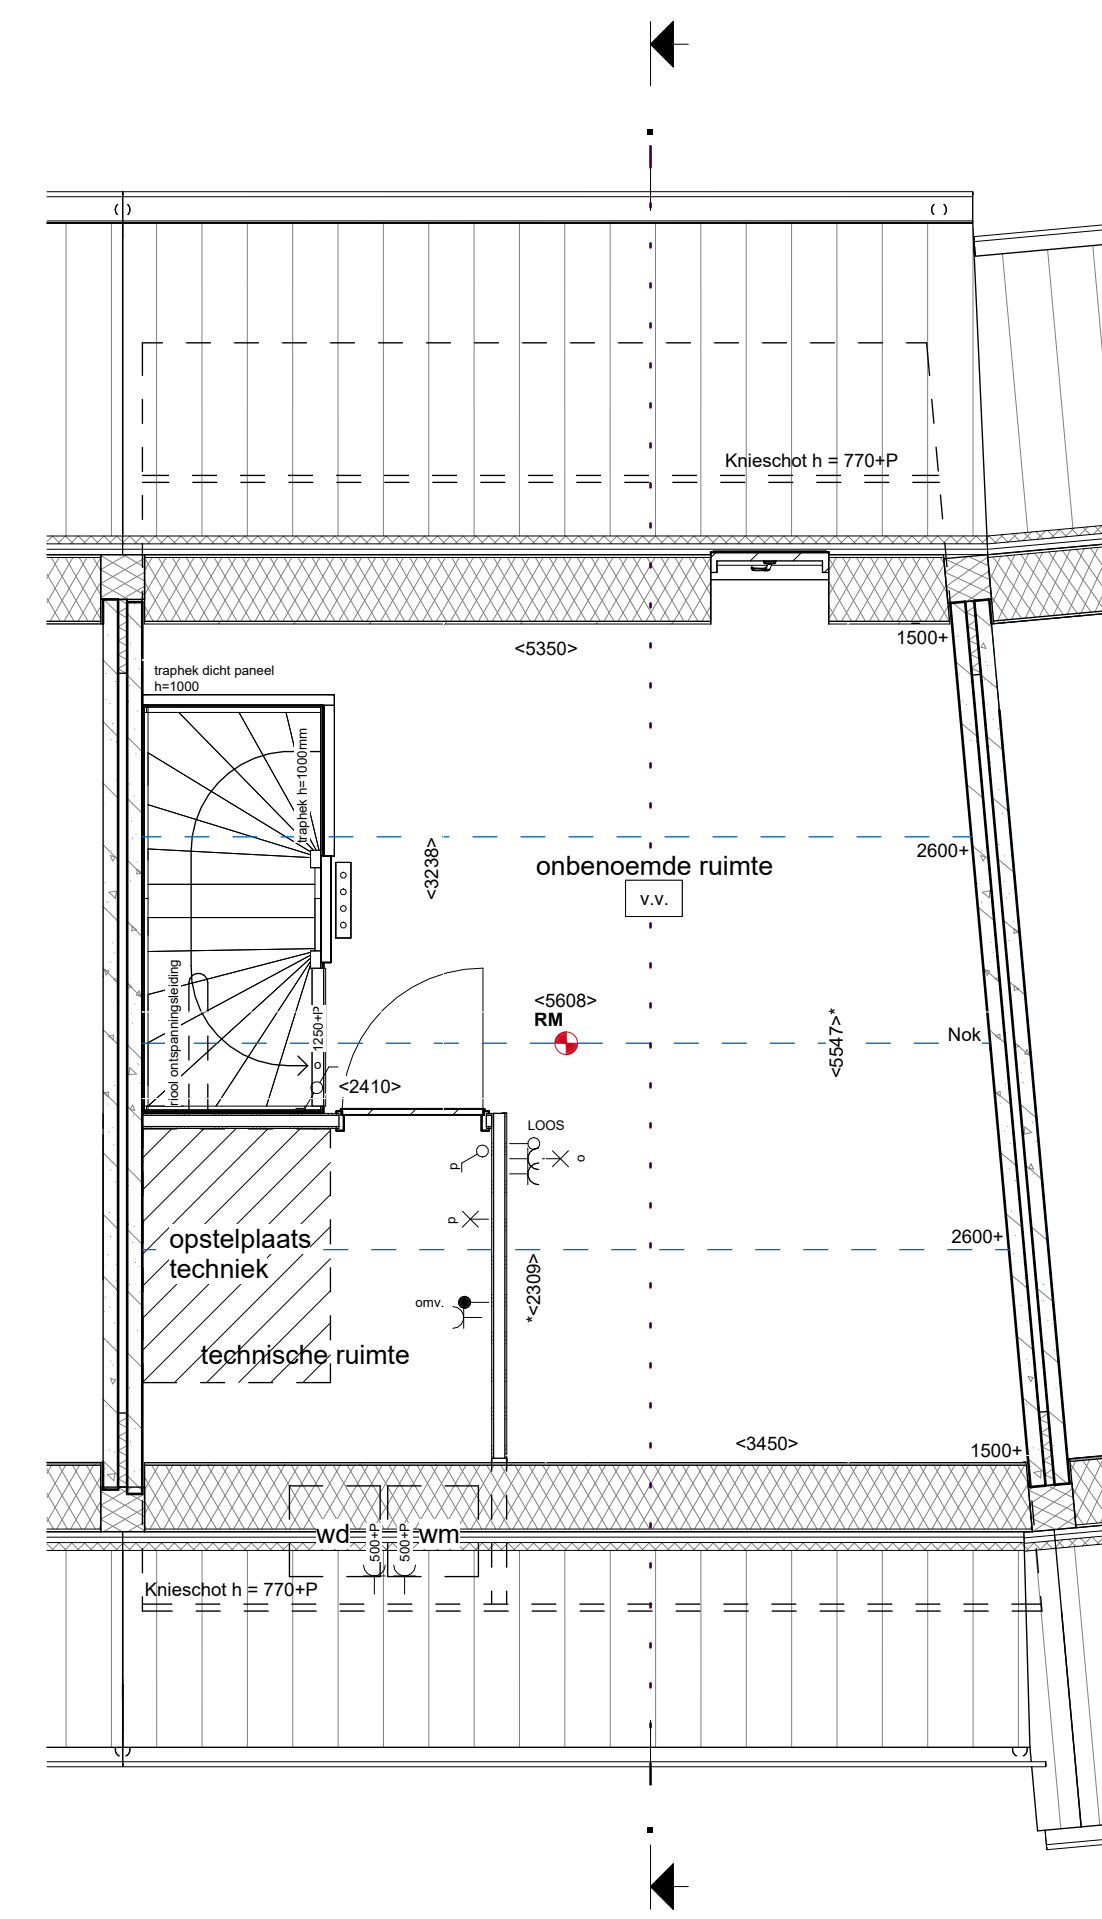 Knieschot h = 770+P
1500+
<5350>
traphek dicht paneel
h=1000
traphek h=1000mm
2600+
<3238>
onbenoemde ruimte
v.v.
riool ontspanningsleiding
1250+P
<5608>
RM
<5547>*
Nok
<2410>
LOOS
p
o
p
opstelplaats
techniek
2600+
*<2309>
omv.
technische ruimte
<3450>
1500+
wd
500+P
500+P
wm
Knieschot h = 770+P